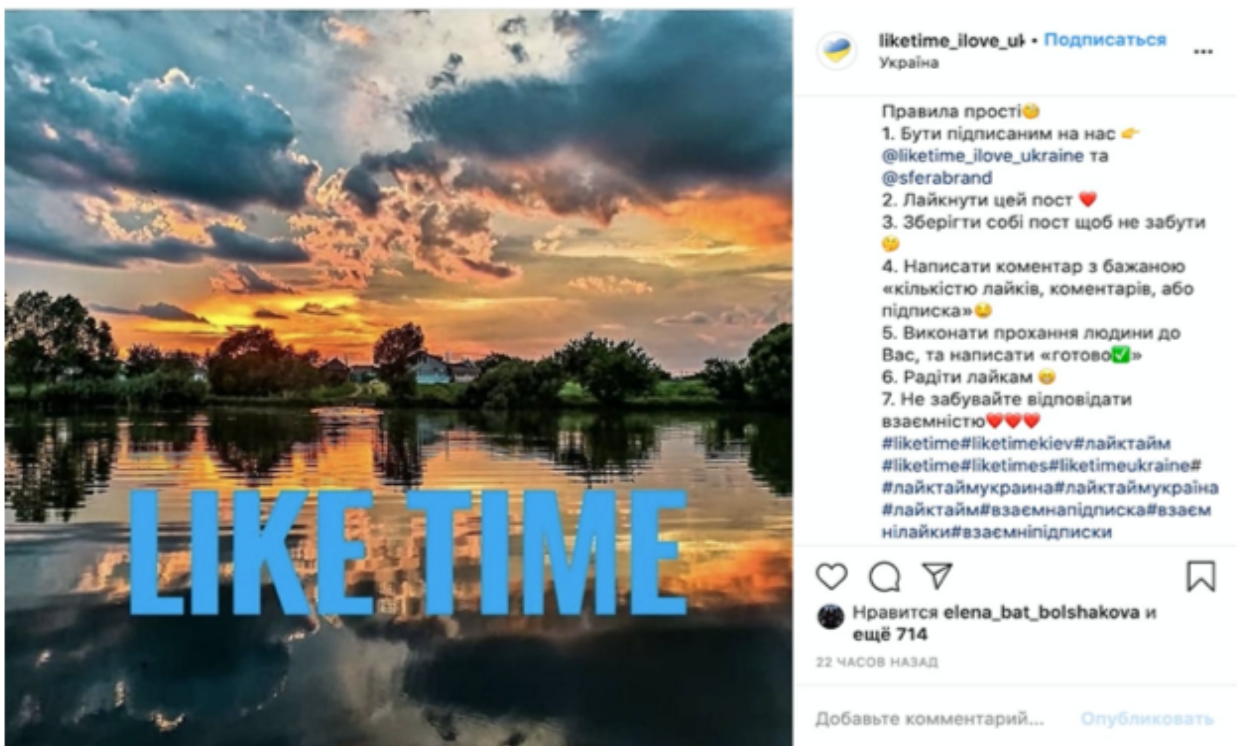 LIKE TIME
liketime_ilove_uk • Подписаться
Україна
Правила прості🧐
1. Бути підписаним на нас 👉
@liketime_ilove_ukraine та
@sferabrand
2. Лайкнути цей пост ❤️
3. Зберігти собі пост щоб не забути
🤔
4. Написати коментар з бажаною
«кількістю лайків, коментарів, або
підписка»😉
5. Виконати прохання людини до
Вас, та написати «готово✅»
6. Радіти лайкам 😁
7. Не забувайте відповідати
взаємністю❤️❤️❤️
#liketime#liketimekiev#лайктайм
#liketime#liketimes#liketimeukraine#
#лайктаймукраина#лайктаймукраїна
#лайктайм#взаємнапідписка#взаєм
нілайки#взаємніпідписки
Нравится elena_bat_bolshakova и
ещё 714
22 ЧАСОВ НАЗАД
Добавьте комментарий... Опубликовать